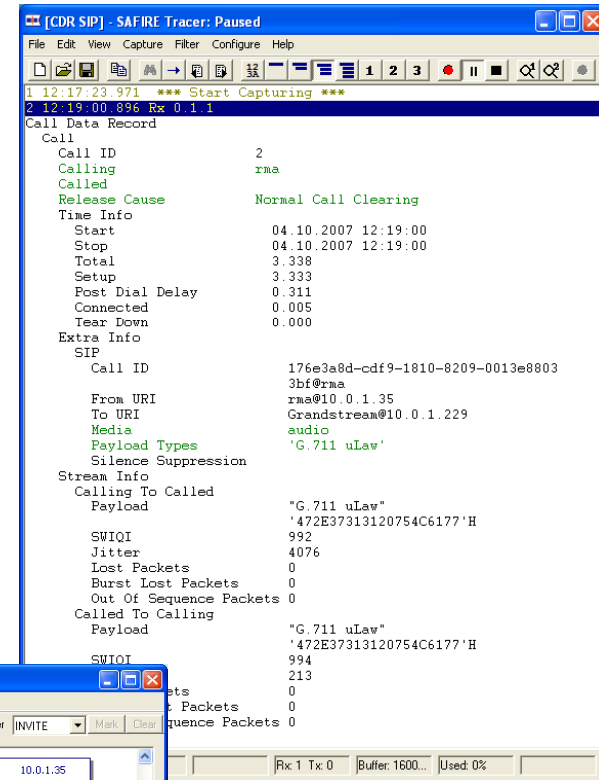 [CDR SIP] - SAFIRE Tracer: Paused
File Edit View Capture Filter Configure Help
1 2 3
1 12:17:23.971 *** Start Capturing ***
2 12:19:00.896 Rx 0.1.1
Call Data Record
Call
Call ID 2
Calling rma
Called
Release Cause Normal Call Clearing
Time Info
Start 04.10.2007 12:19:00
Stop 04.10.2007 12:19:00
Total 3.338
Setup 3.333
Post Dial Delay 0.311
Connected 0.005
Tear Down 0.000
Extra Info
SIP
Call ID 176e3a8d-cdf9-1810-8209-0013e8803
3bf@rma
From URI rma@10.0.1.35
To URI Grandstream@10.0.1.229
Media audio
Payload Types 'G.711 uLaw'
Silence Suppression
Stream Info
Calling To Called
Payload "G.711 uLaw"
'472E37313120754C6177'H
SWIQI 992
Jitter 4076
Lost Packets 0
Burst Lost Packets 0
Out Of Sequence Packets 0
Called To Calling
Payload "G.711 uLaw"
'472E37313120754C6177'H
SWIQI 994
213
ets 0
t Packets 0
quence Packets 0
er INVITE Mark Clear
10.0.1.35
Rx: 1 Tx: 0 Buffer: 1600... Used: 0%